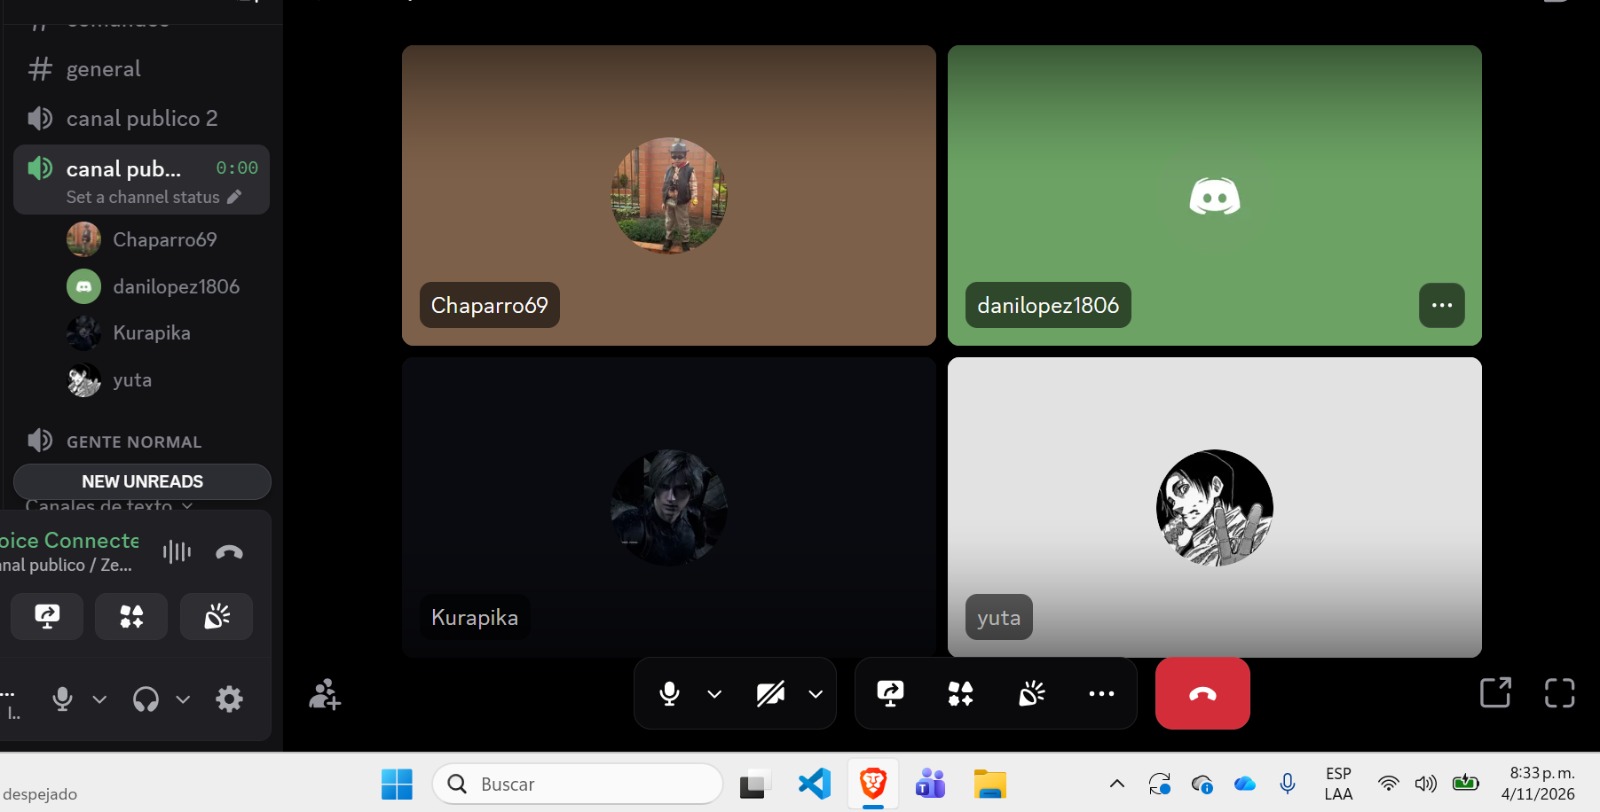 general
canal publico 2
canal pub... 0:00
Set a channel status
Chaparro69
danilopez1806
Kurapika
yuta
GENTE NORMAL
NEW UNREADS
Canales de texto
oice Connecte
anal publico / Ze...
...
l..
Chaparro69
danilopez1806
Kurapika
yuta
Buscar
despejado
ESP
LAA
8:33 p. m.
4/11/2026